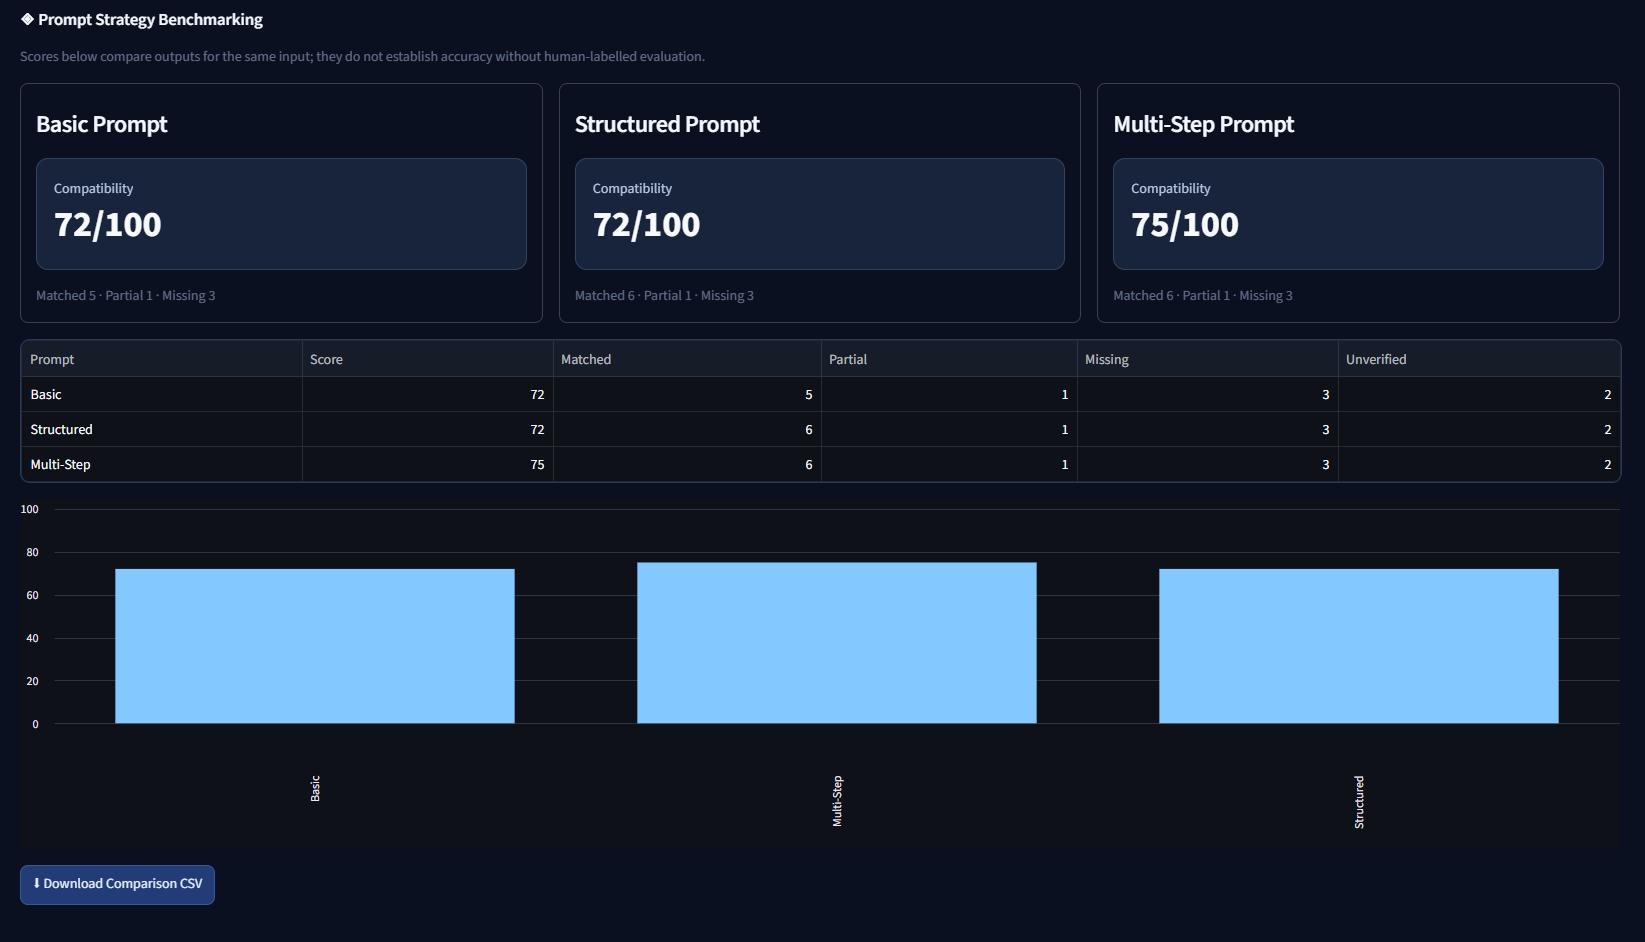 ◈ Prompt Strategy Benchmarking
Scores below compare outputs for the same input; they do not establish accuracy without human-labelled evaluation.
Basic Prompt
Compatibility
72/100
Matched 5 · Partial 1 · Missing 3
Structured Prompt
Compatibility
72/100
Matched 6 · Partial 1 · Missing 3
Multi-Step Prompt
Compatibility
75/100
Matched 6 · Partial 1 · Missing 3
Prompt Score Matched Partial Missing Unverified
Basic 72 5 1 3 2
Structured 72 6 1 3 2
Multi-Step 75 6 1 3 2
100
80
60
40
20
0
Basic
Multi-Step
Structured
⬇ Download Comparison CSV